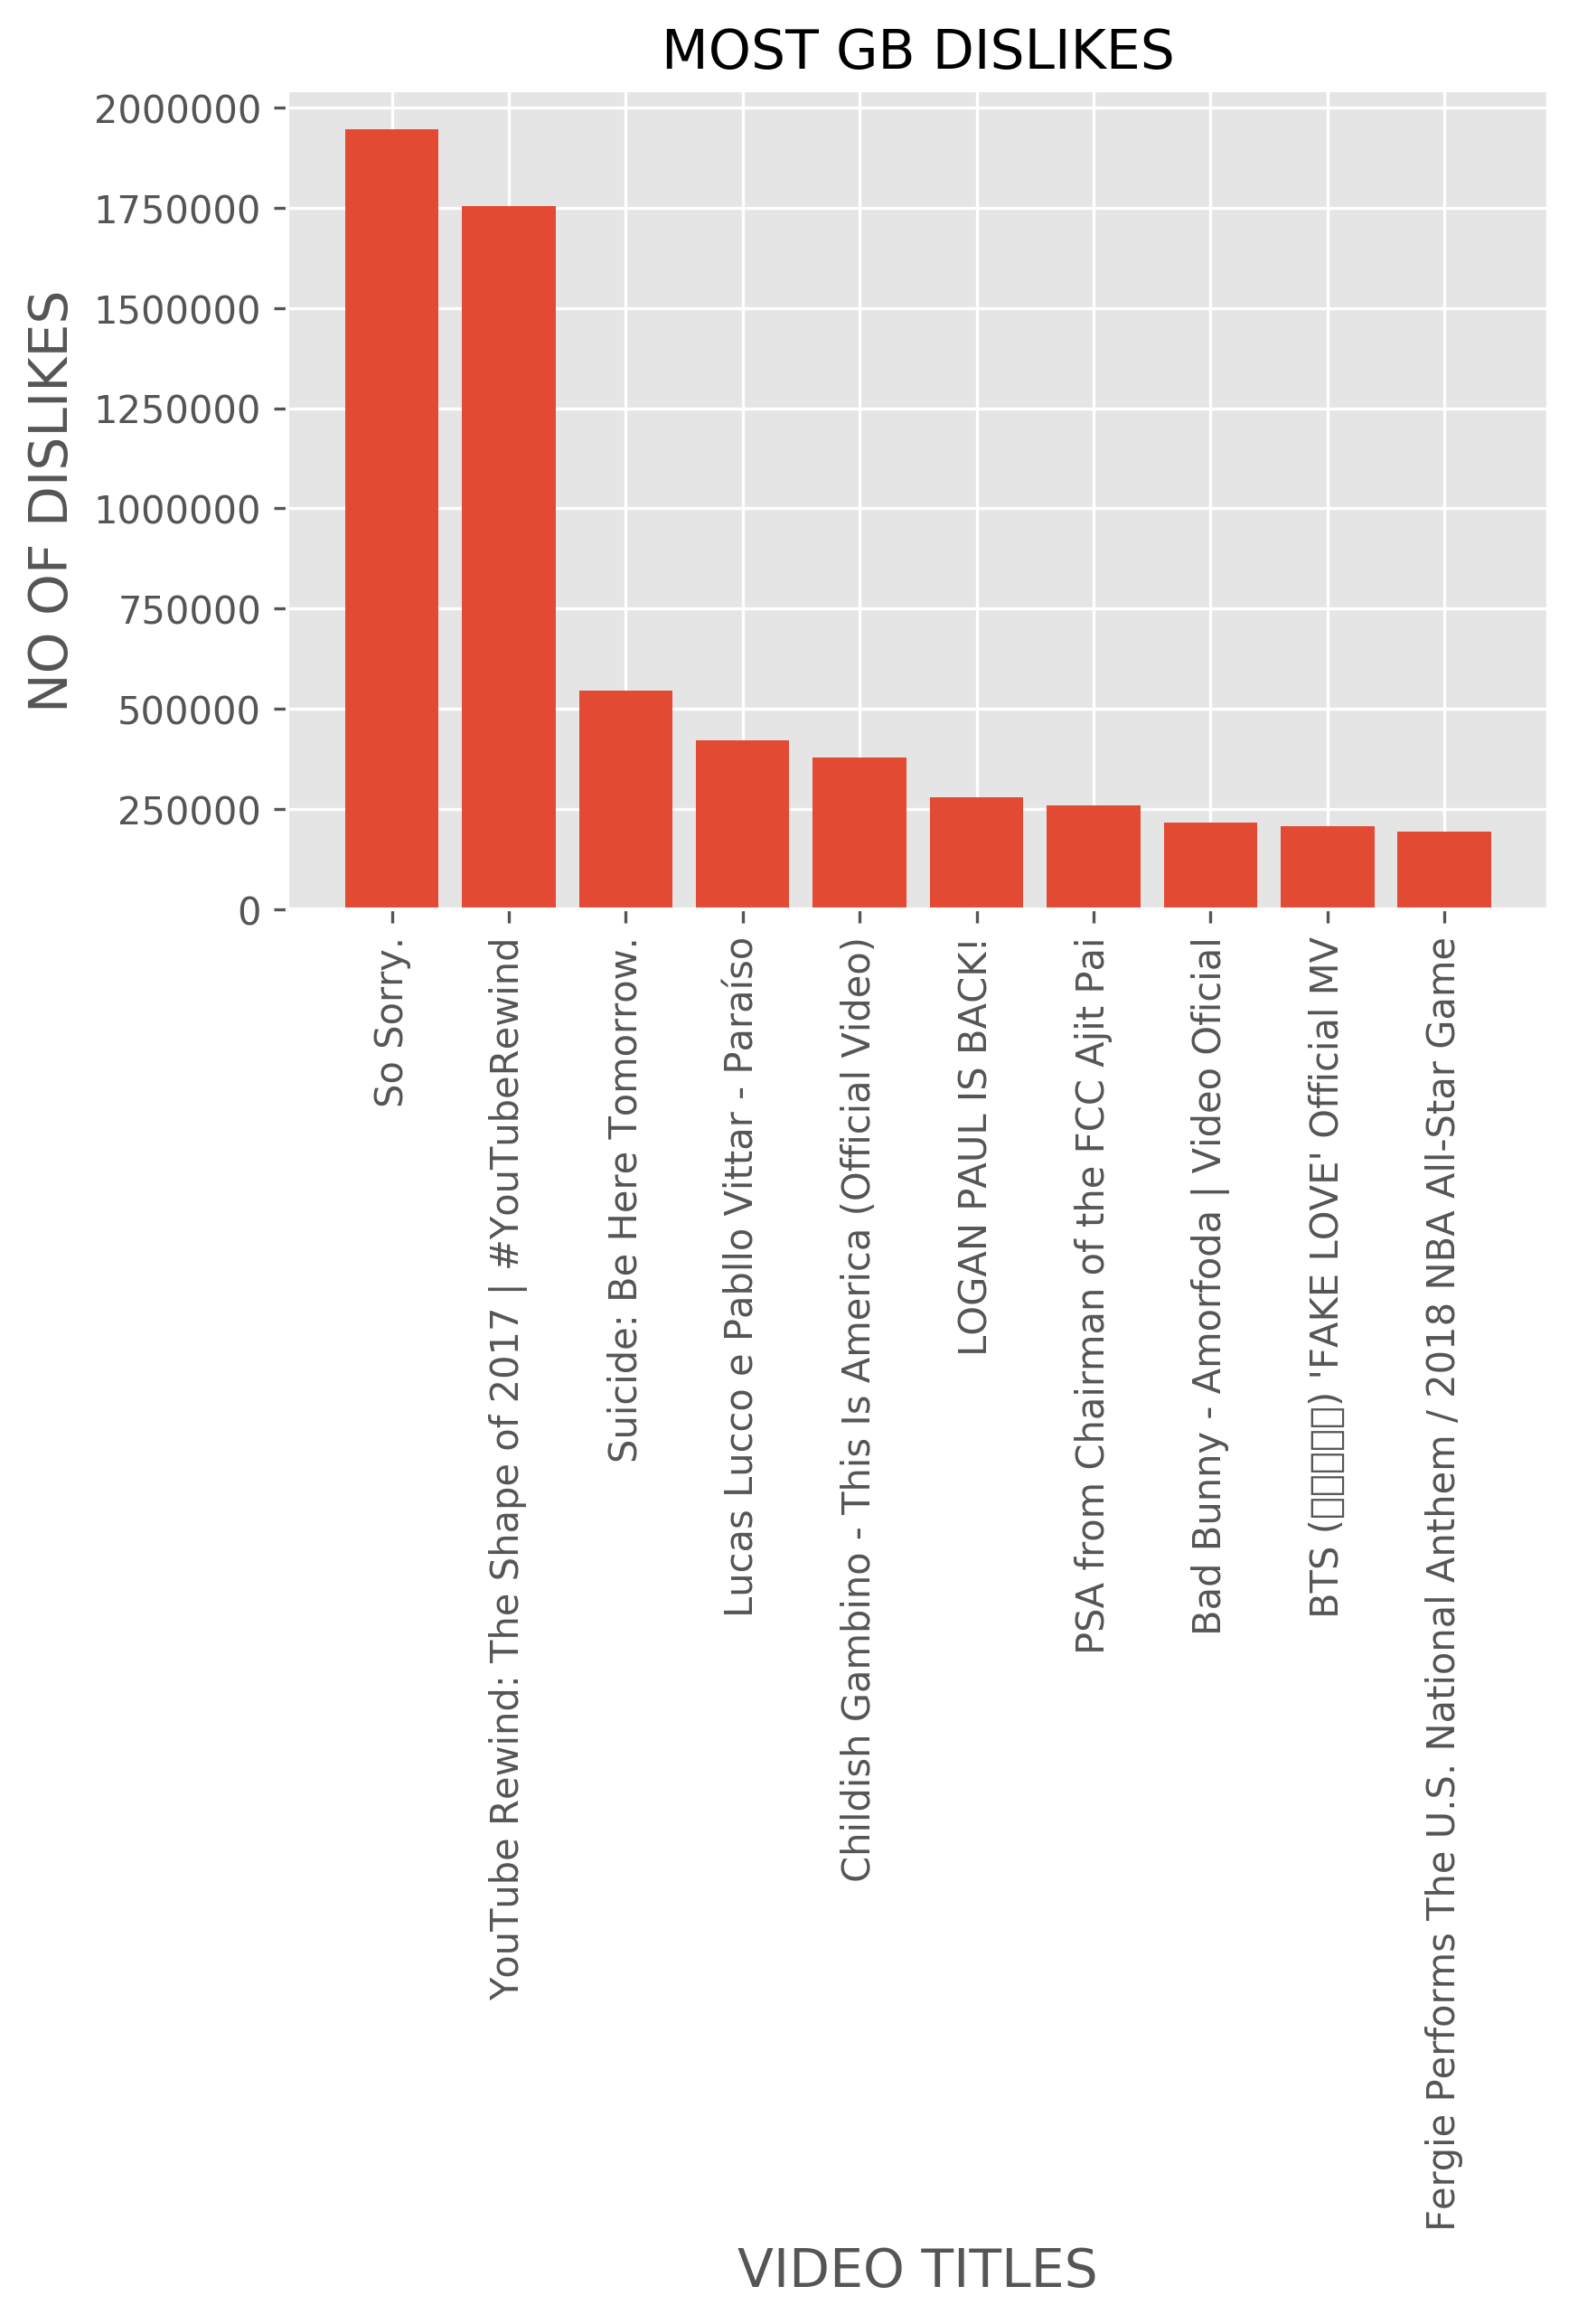 MOST GB DISLIKES
NO OF DISLIKES
2000000
1750000
1500000
1250000
1000000
750000
500000
250000
0
So Sorry.
YouTube Rewind: The Shape of 2017 | #YouTubeRewind
Suicide: Be Here Tomorrow.
Lucas Lucco e Pabllo Vittar - Paraíso
Childish Gambino - This Is America (Official Video)
LOGAN PAUL IS BACK!
PSA from Chairman of the FCC Ajit Pai
Bad Bunny - Amorfoda | Video Oficial
BTS (□□□□□) 'FAKE LOVE' Official MV
Fergie Performs The U.S. National Anthem / 2018 NBA All-Star Game
VIDEO TITLES